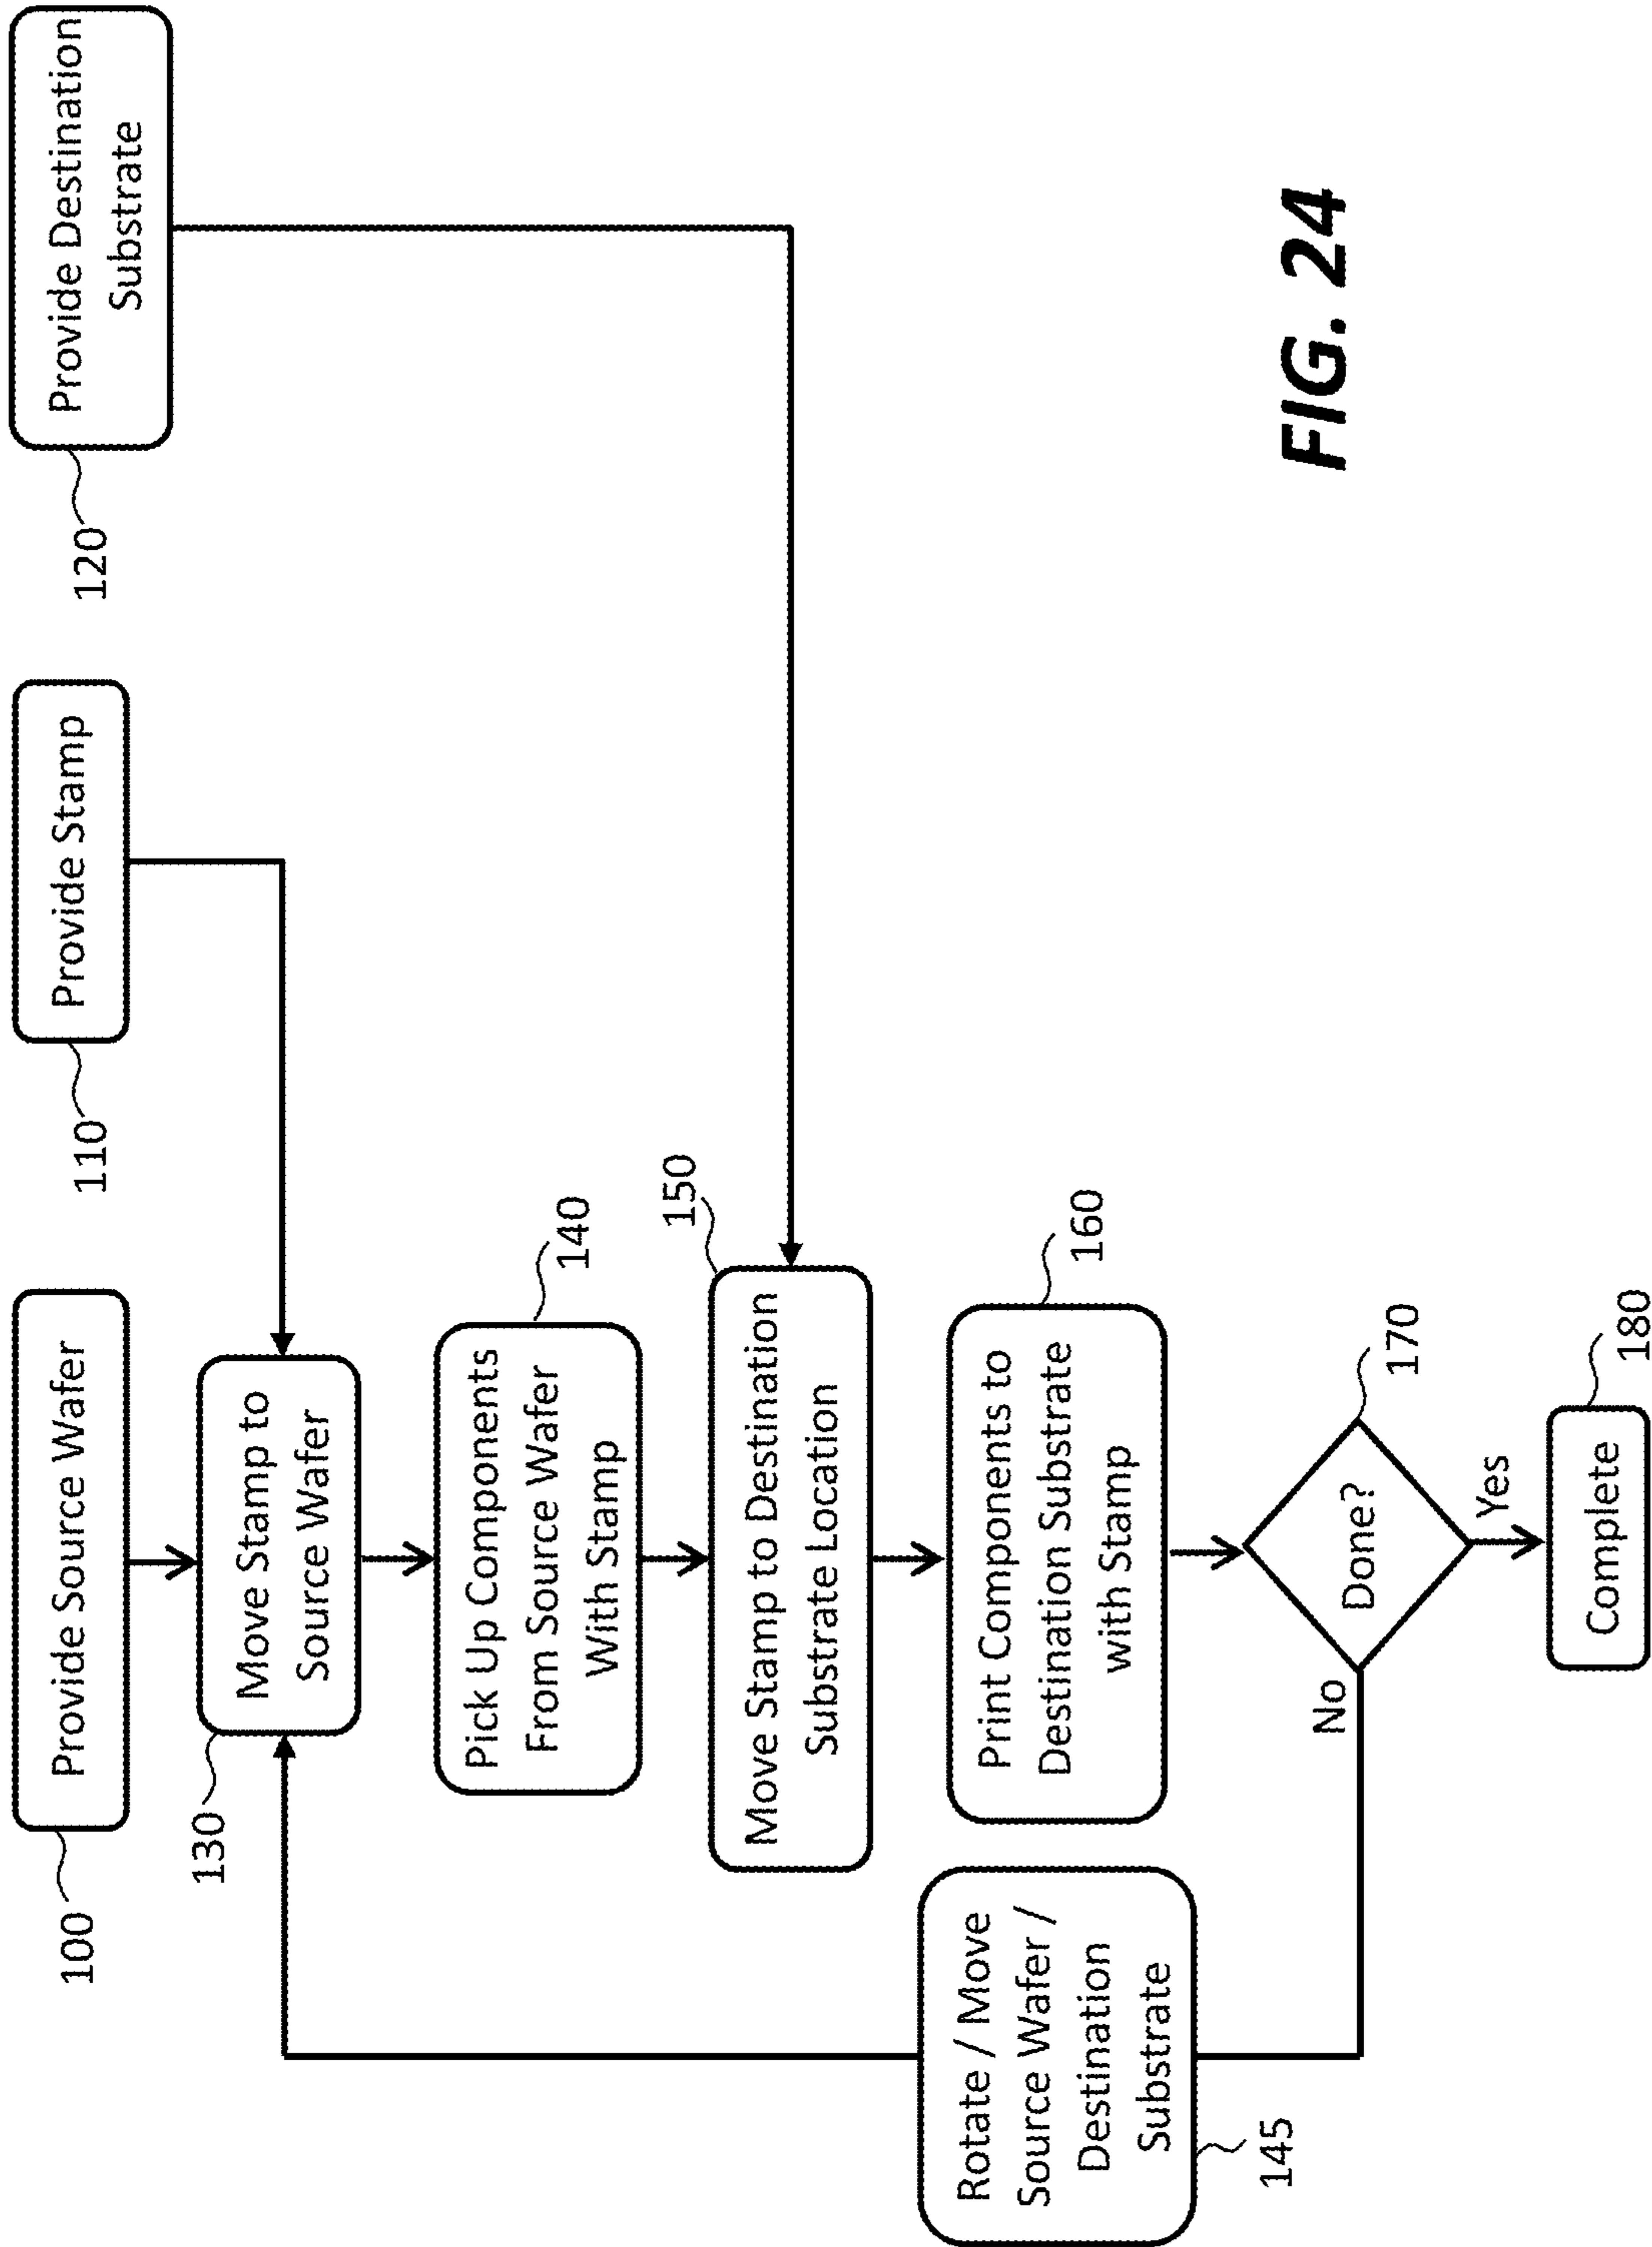 100
Provide Source Wafer
110
Provide Stamp
120
Provide Destination
Substrate
130
Move Stamp to
Source Wafer
140
Pick Up Components
From Source Wafer
With Stamp
150
Move Stamp to Destination
Substrate Location
160
Print Components to
Destination Substrate
with Stamp
145
Rotate / Move
Source Wafer /
Destination
Substrate
170
Done?
No
Yes
180
Complete
FIG. 24